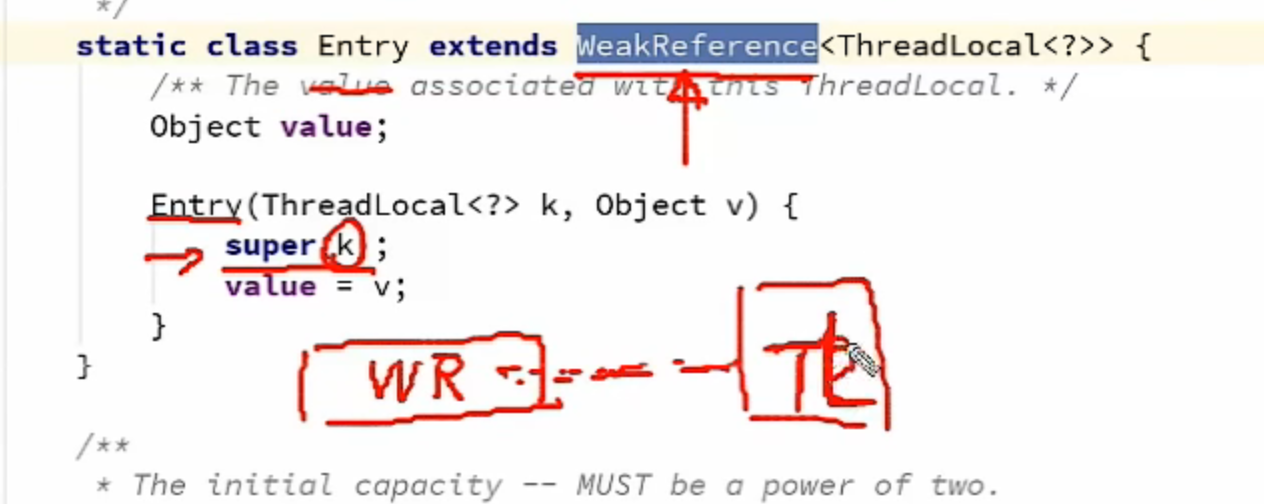 */
static class Entry extends WeakReference<ThreadLocal<?>> {
/** The value associated with this ThreadLocal. */
Object value;
Entry(ThreadLocal<?> k, Object v) {
super(k);
value = v;
}
WR
TL
}
/**
* The initial capacity -- MUST be a power of two.